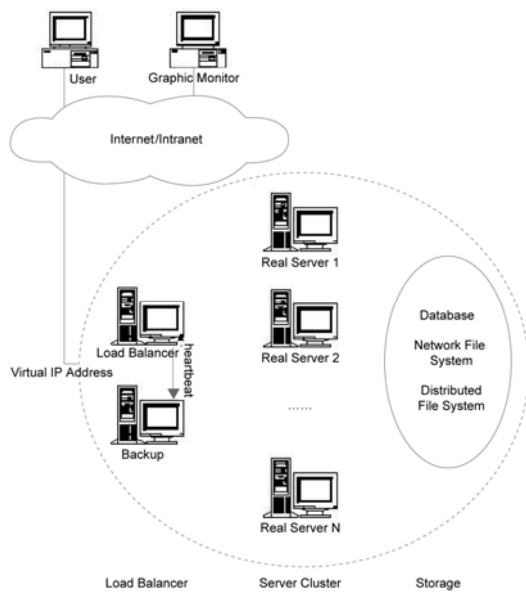 User
Graphic Monitor
Internet/Intranet
Real Server 1
Load Balancer
heartbeat
Real Server 2
Virtual IP Address
Backup
......
Real Server N
Database
Network File
System
Distributed
File System
Load Balancer
Server Cluster
Storage